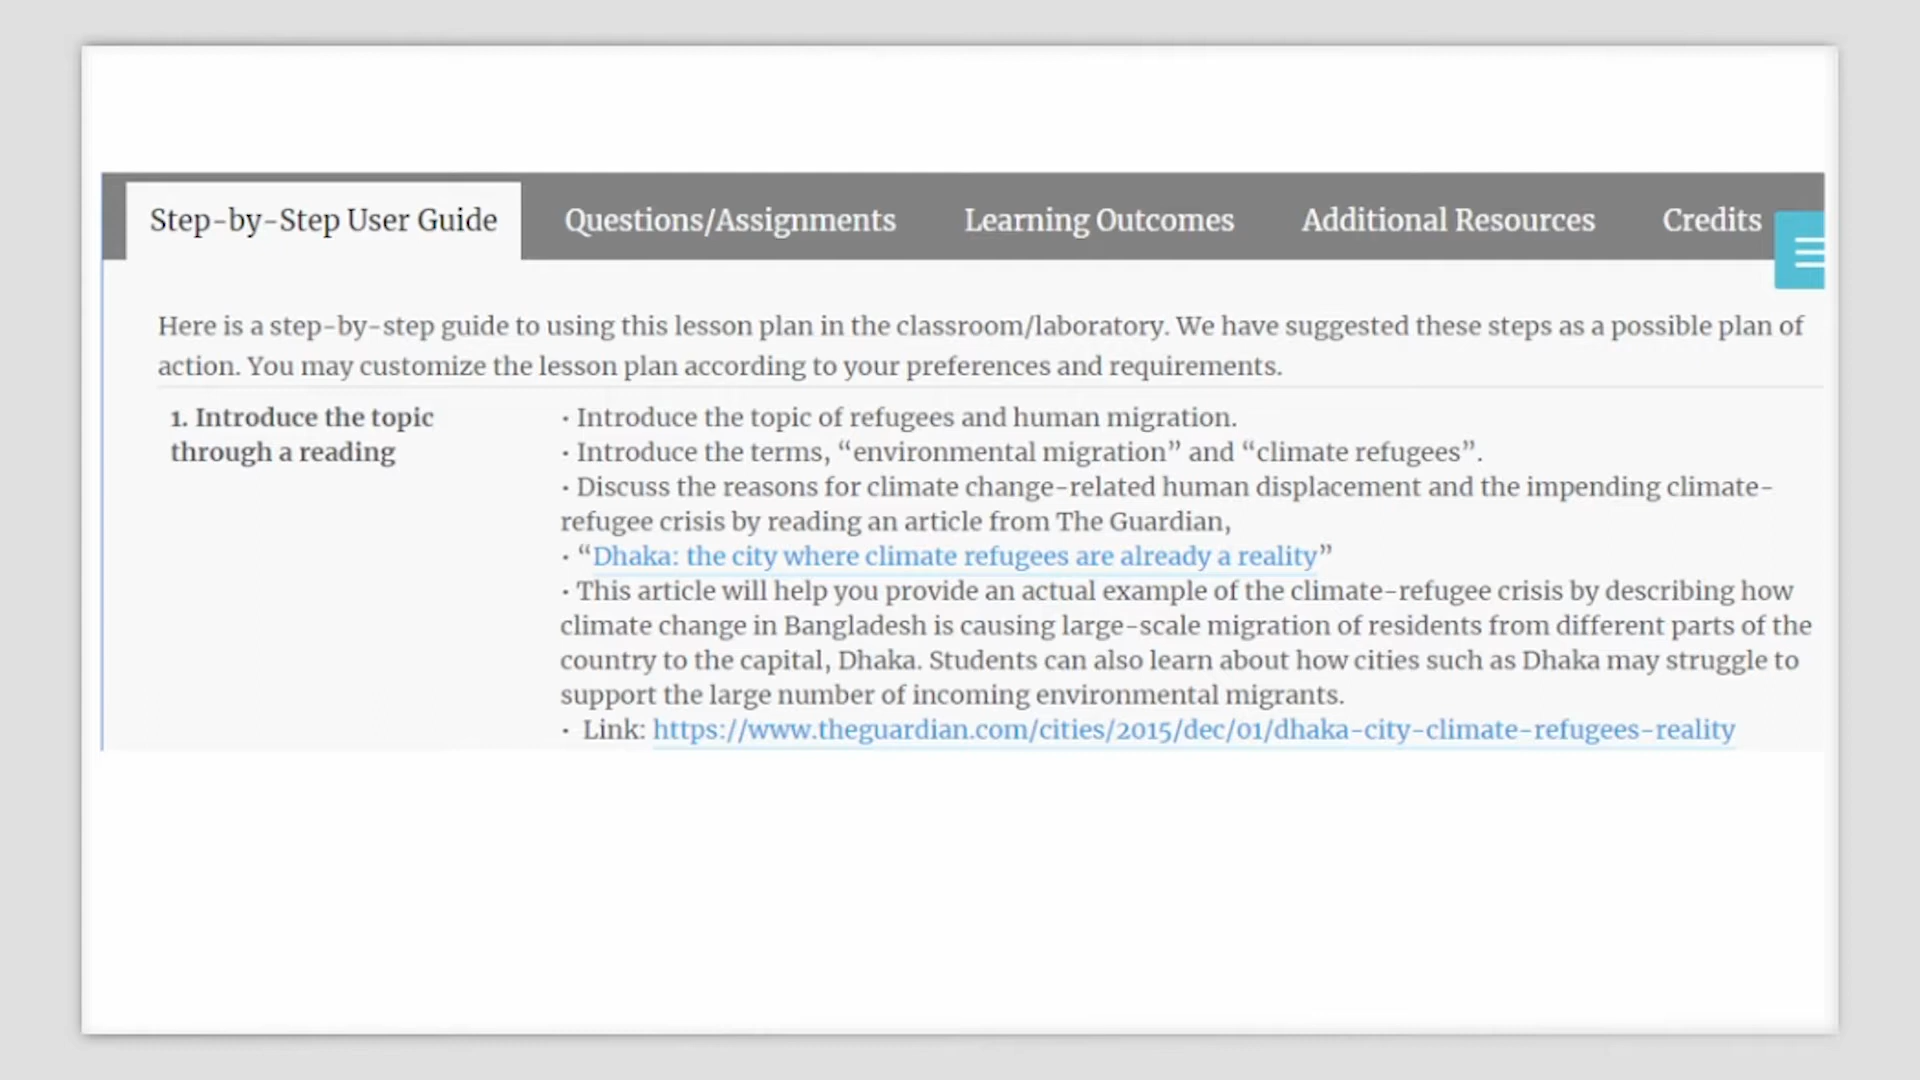 Step-by-Step User Guide Questions/Assignments Learning Outcomes Additional Resources Credits
Here is a step-by-step guide to using this lesson plan in the classroom/laboratory. We have suggested these steps as a possible plan of
action. You may customize the lesson plan according to your preferences and requirements.
1. Introduce the topic
through a reading
• Introduce the topic of refugees and human migration.
• Introduce the terms, “environmental migration” and “climate refugees”.
• Discuss the reasons for climate change-related human displacement and the impending climate-
refugee crisis by reading an article from The Guardian,
• “Dhaka: the city where climate refugees are already a reality”
• This article will help you provide an actual example of the climate-refugee crisis by describing how
climate change in Bangladesh is causing large-scale migration of residents from different parts of the
country to the capital, Dhaka. Students can also learn about how cities such as Dhaka may struggle to
support the large number of incoming environmental migrants.
• Link: https://www.theguardian.com/cities/2015/dec/01/dhaka-city-climate-refugees-reality